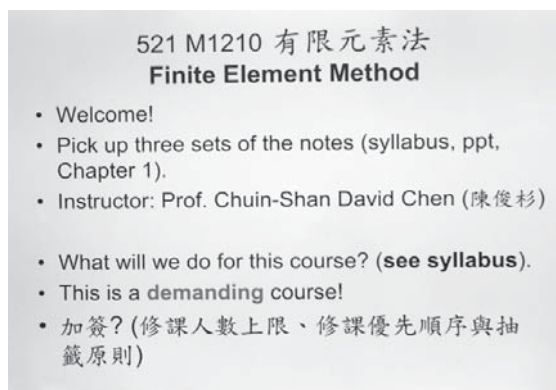 521 M1210 有限元素法
Finite Element Method
• Welcome!
• Pick up three sets of the notes (syllabus, ppt,
Chapter 1).
• Instructor: Prof. Chuin-Shan David Chen (陳俊杉)
• What will we do for this course? (see syllabus).
• This is a demanding course!
• 加簽? (修課人數上限、修課優先順序與抽
籤原則)